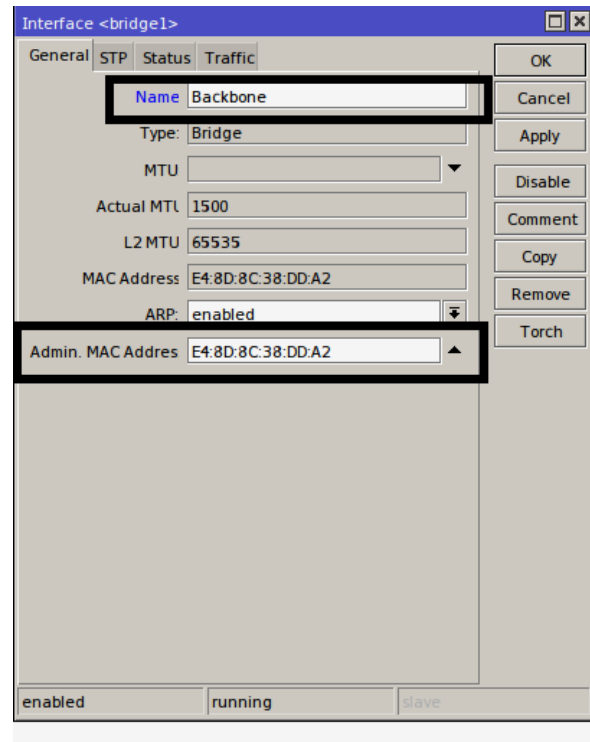 Interface <bridge1>
General STP Status Traffic
OK
Name Backbone
Cancel
Type: Bridge
Apply
MTU
Disable
Actual MTU 1500
Comment
L2 MTU 65535
Copy
MAC Address E4:8D:8C:38:DD:A2
Remove
ARP: enabled
Torch
Admin. MAC Addres E4:8D:8C:38:DD:A2
enabled running slave